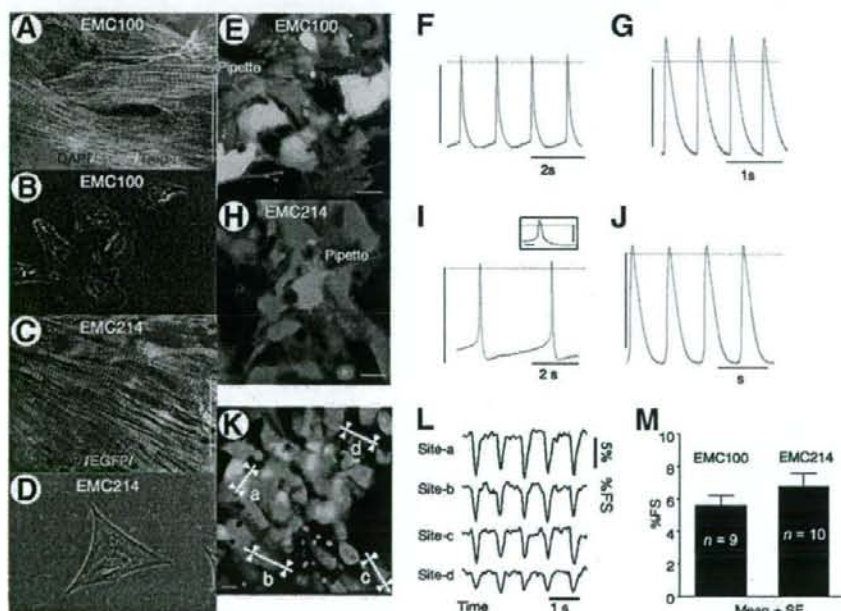 A EMC100
DAPI/
B EMC100
C EMC214
/EGFP/
D EMC214
E EMC100
Pipette
H EMC214
Pipette
K
a
b
c
d
F
2s
G
1s
I
2 s
J
s
L
Site-a
Site-b
Site-c
Site-d
5%
%FS
Time 1 s
M
EMC100 EMC214
10
8
6
4
2
0
%FS
n = 9 n = 10
Mean + SE